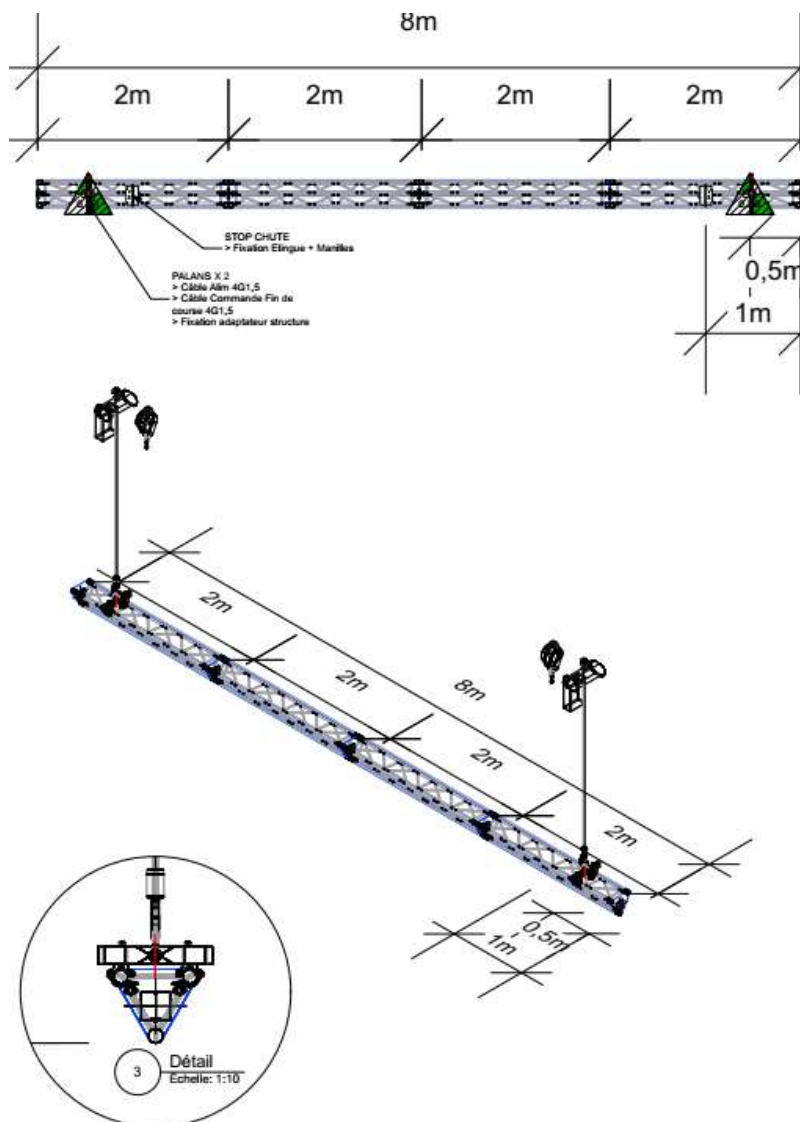 8m
2m 2m 2m 2m
STOP CHUTE
> Fixation Elingue + Manilles
PALANS X 2
> Câble Alim 4G1,5
> Câble Commande Fin de
course 4G1,5
> Fixation adaptateur structure
0,5m
1m
2m
2m
8m
2m
2m
0,5m
1m
3
Détail
Echelle: 1:10